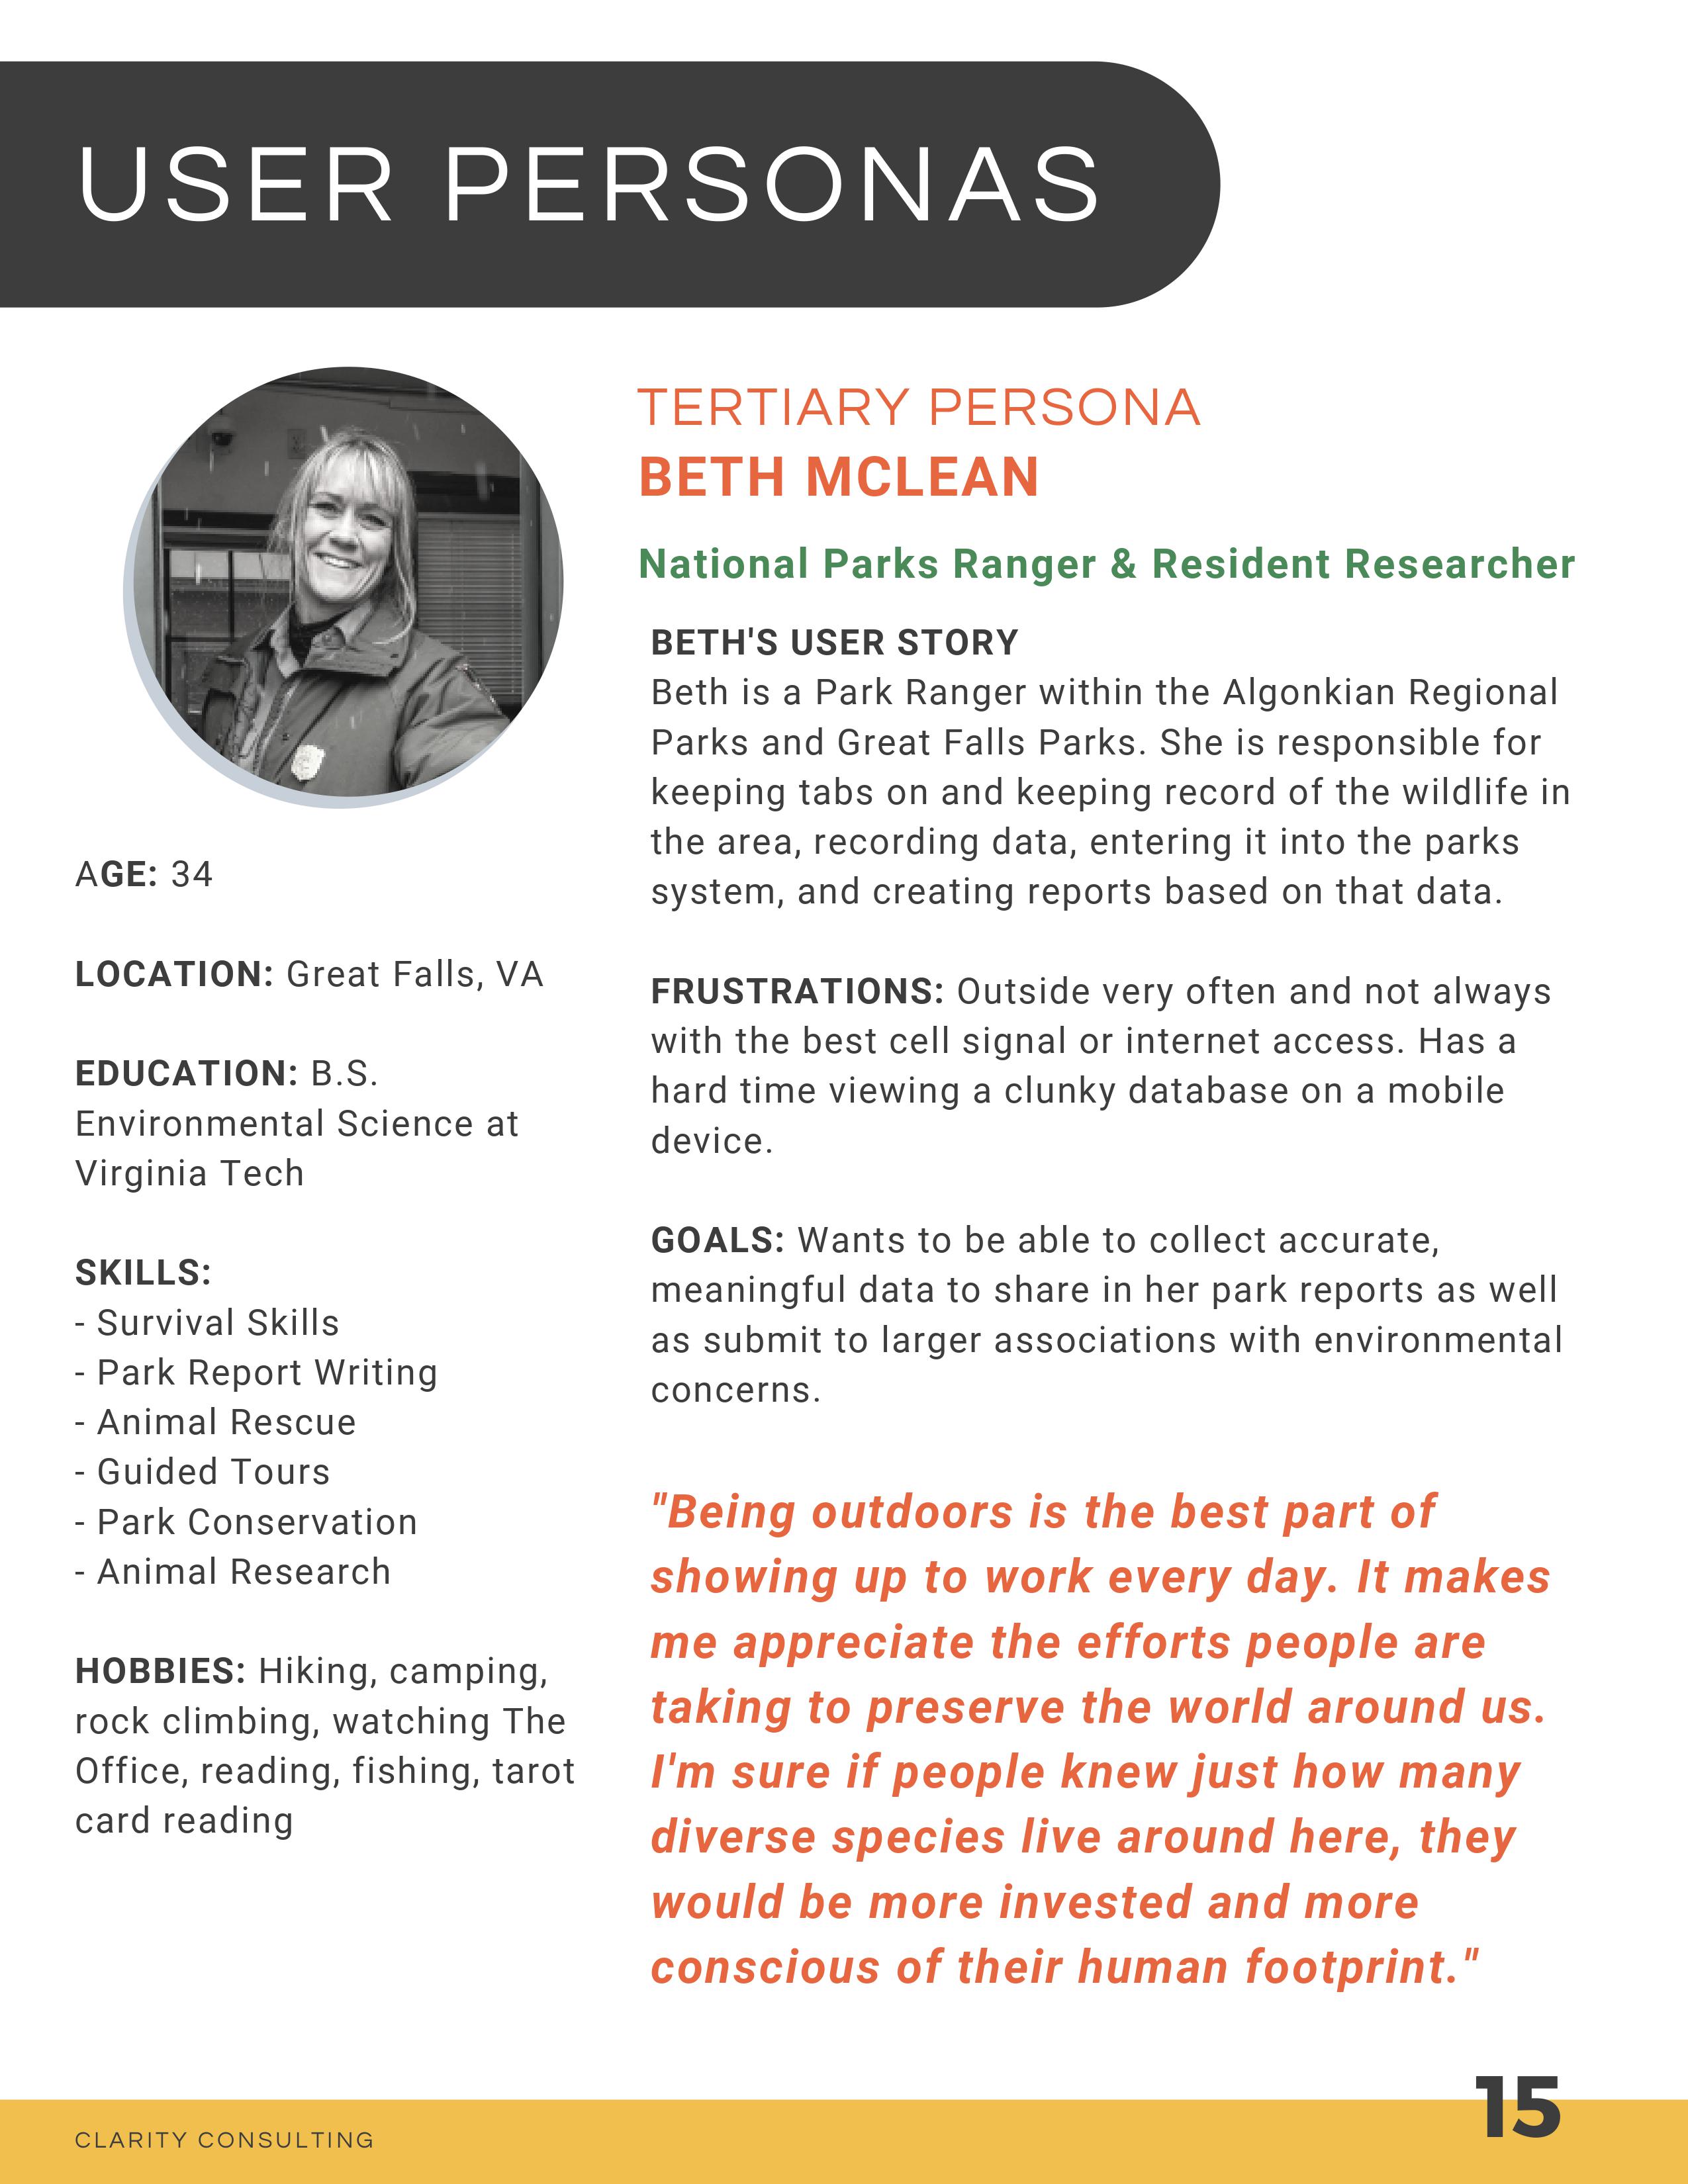 USER PERSONAS
TERTIARY PERSONA
BETH MCLEAN
National Parks Ranger & Resident Researcher
AGE: 34
LOCATION: Great Falls, VA
EDUCATION: B.S.
Environmental Science at
Virginia Tech
SKILLS:
- Survival Skills
- Park Report Writing
- Animal Rescue
- Guided Tours
- Park Conservation
- Animal Research
HOBBIES: Hiking, camping,
rock climbing, watching The
Office, reading, fishing, tarot
card reading
BETH'S USER STORY
Beth is a Park Ranger within the Algonkian Regional
Parks and Great Falls Parks. She is responsible for
keeping tabs on and keeping record of the wildlife in
the area, recording data, entering it into the parks
system, and creating reports based on that data.
FRUSTRATIONS: Outside very often and not always
with the best cell signal or internet access. Has a
hard time viewing a clunky database on a mobile
device.
GOALS: Wants to be able to collect accurate,
meaningful data to share in her park reports as well
as submit to larger associations with environmental
concerns.
"Being outdoors is the best part of
showing up to work every day. It makes
me appreciate the efforts people are
taking to preserve the world around us.
I'm sure if people knew just how many
diverse species live around here, they
would be more invested and more
conscious of their human footprint."
CLARITY CONSULTING
15